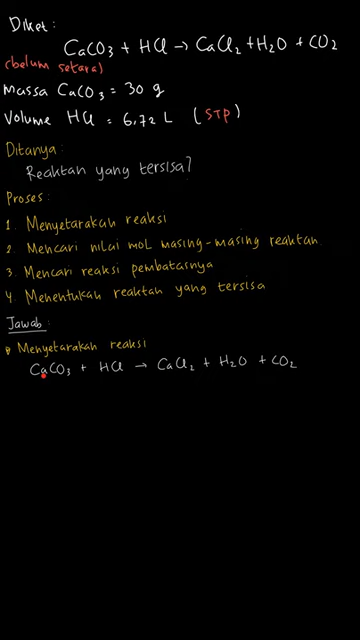 Diket:
CaCO3 + HCl → CaCl2 + H2O + CO2
(belum setara)
Massa CaCO3 = 30 g
Volume HCl = 6,72 L (STP)
Ditanya:
Reaktan yang tersisa?
Proses:
1. Menyetarakan reaksi
2. Mencari nilai mol masing-masing reaktan
3. Mencari reaksi pembatasnya
4. Menentukan reaktan yang tersisa
Jawab:
Menyetarakan reaksi
CaCO3 + HCl → CaCl2 + H2O + CO2